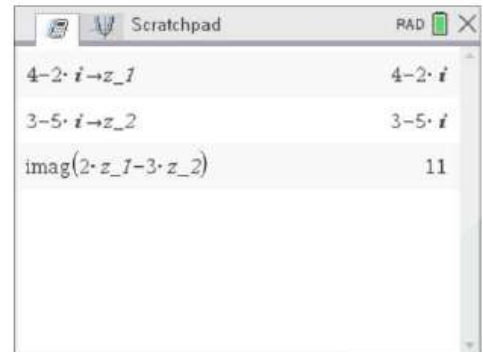 Scratchpad RAD
4-2· i→z_1 4-2· i
3-5· i→z_2 3-5· i
imag(2· z_1-3· z_2) 11